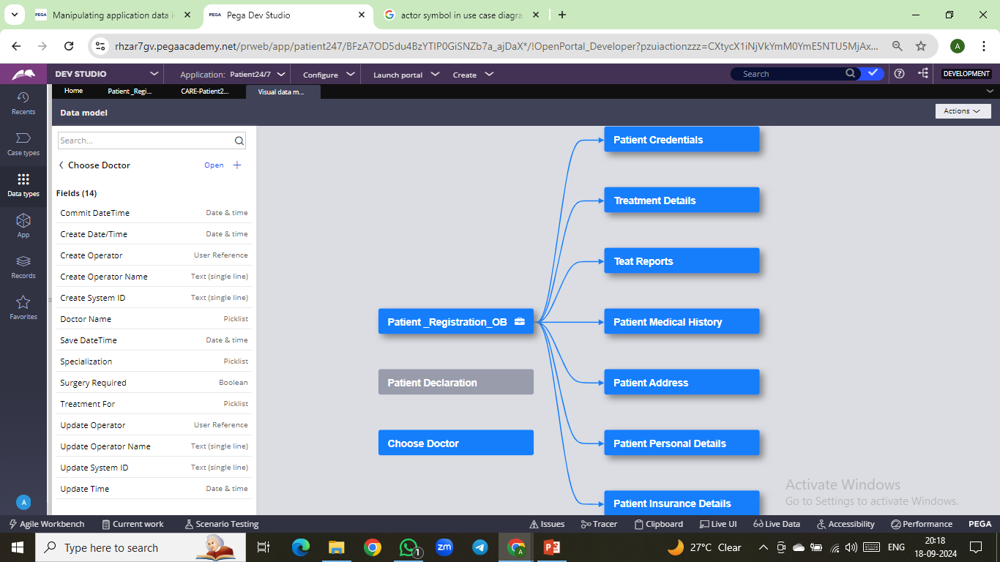 PEGA Manipulating application data i
PEGA Pega Dev Studio
actor symbol in use case diagra
rhzar7gv.pegaacademy.net/prweb/app/patient247/BFzA7OD5du4BzYTIP0GiSNZb7a_ajDaX*/!OpenPortal_Developer?pzuiactionzzz=CXtycX1iNjVkYmM0YmE5NTU5MjAx...
A
DEV STUDIO
Application: Patient24/7
Configure
Launch portal
Create
Search
DEVELOPMENT
Home
Patient _Regi...
CARE-Patient2...
Visual data m...
Data model
Actions
Recents
Case types
Data types
App
Records
Favorites
A
Search...
Choose Doctor Open
Fields (14)
Commit DateTime Date & time
Create Date/Time Date & time
Create Operator User Reference
Create Operator Name Text (single line)
Create System ID Text (single line)
Doctor Name Picklist
Save DateTime Date & time
Specialization Picklist
Surgery Required Boolean
Treatment For Picklist
Update Operator User Reference
Update Operator Name Text (single line)
Update System ID Text (single line)
Update Time Date & time
Patient _Registration_OB
Patient Declaration
Choose Doctor
Patient Credentials
Treatment Details
Teat Reports
Patient Medical History
Patient Address
Patient Personal Details
Patient Insurance Details
Activate Windows
Go to Settings to activate Windows.
Agile Workbench
Current work
Scenario Testing
Issues
Tracer
Clipboard
Live UI
Live Data
Accessibility
Performance
PEGA
Type here to search
1
zm
A
27°C Clear
ENG
20:18
18-09-2024